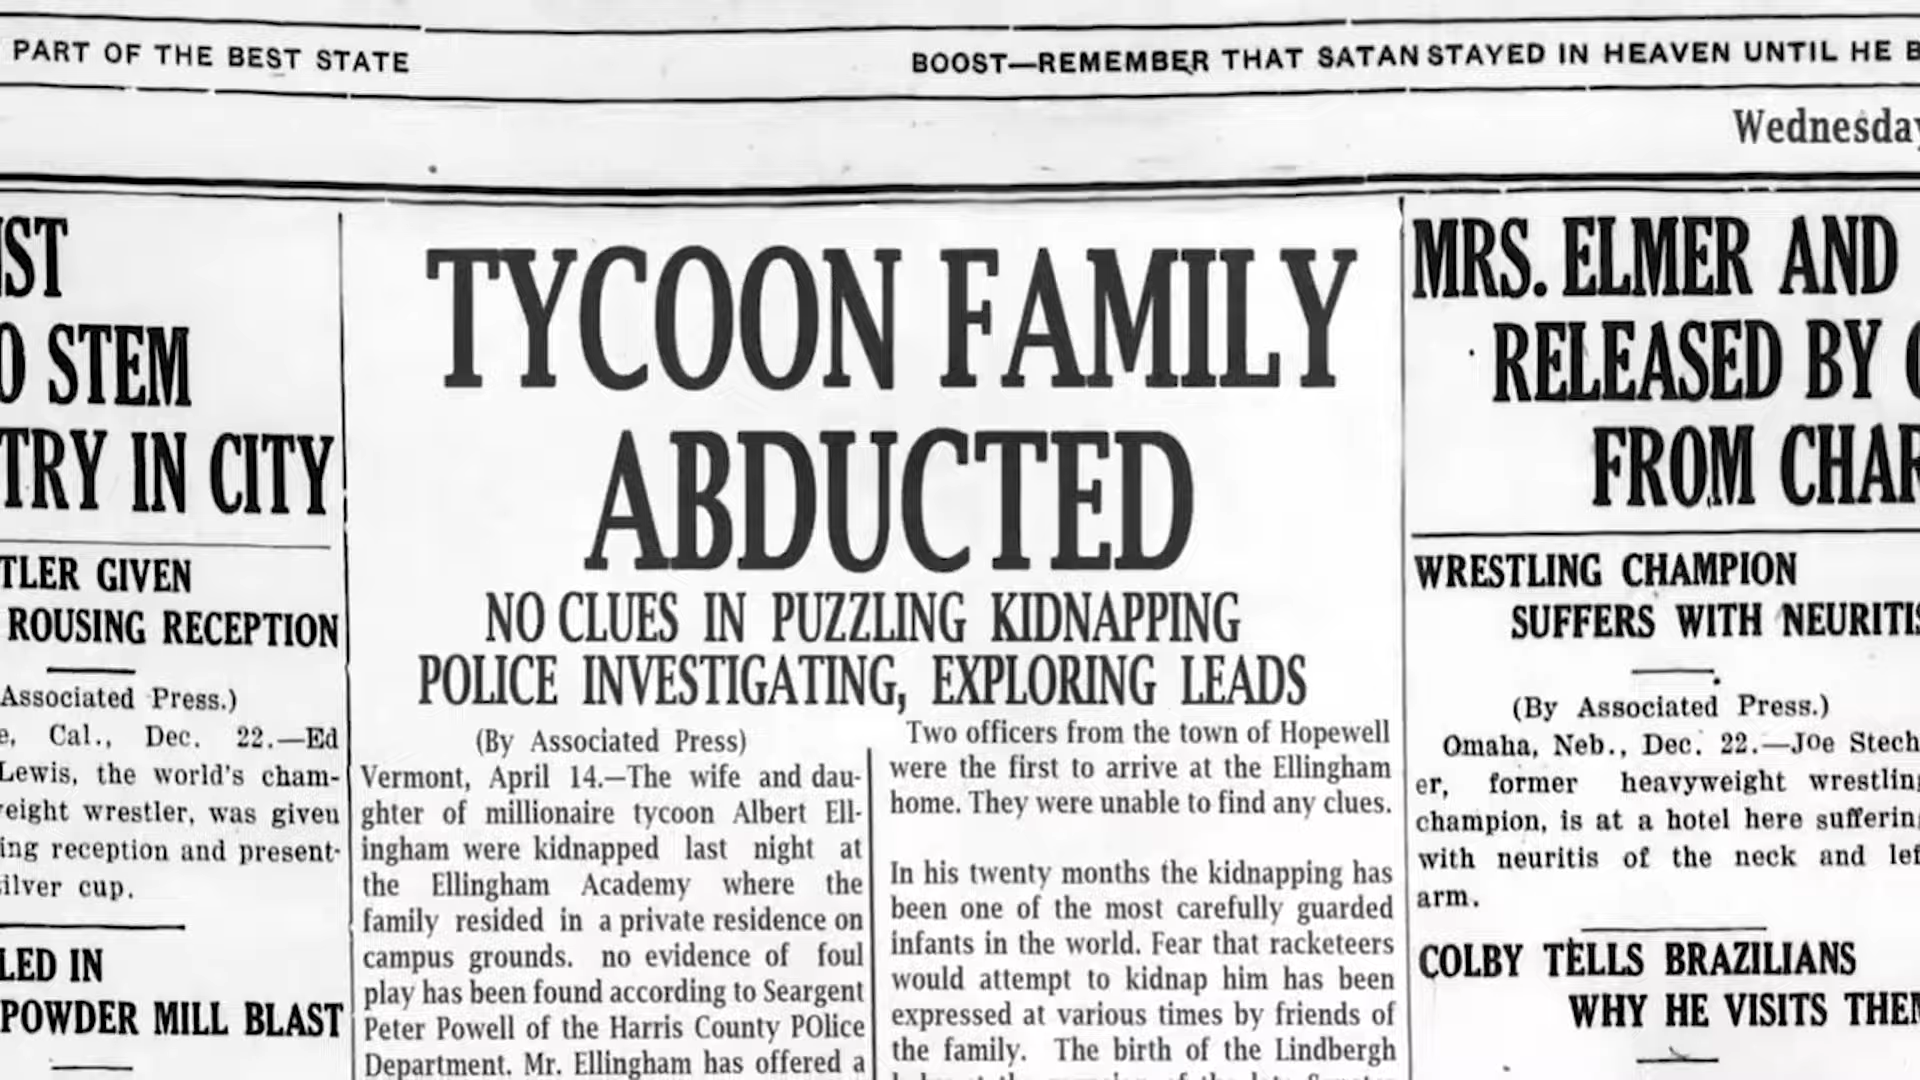 PART OF THE BEST STATE
BOOST—REMEMBER THAT SATAN STAYED IN HEAVEN UNTIL HE
Wednesday
STEM
IN CITY
GIVEN
ROUSING RECEPTION
Associated Press.)
Cal., Dec. 22.—Ed
Lewis, the world's cham-
wrestler, was given
reception and present-
cup.
IN
POWDER MILL BLAST
TYCOON FAMILY
ABDUCTED
NO CLUES IN PUZZLING KIDNAPPING
POLICE INVESTIGATING, EXPLORING LEADS
(By Associated Press)
Vermont, April 14.—The wife and dau-
ghter of millionaire tycoon Albert Ell-
ingham were kidnapped last night at
the Ellingham Academy where the
family resided in a private residence on
campus grounds. no evidence of foul
play has been found according to Seargent
Peter Powell of the Harris County POlice
Department. Mr. Ellingham has offered a
Two officers from the town of Hopewell
were the first to arrive at the Ellingham
home. They were unable to find any clues.
In his twenty months the kidnapping has
been one of the most carefully guarded
infants in the world. Fear that racketeers
would attempt to kidnap him has been
expressed at various times by friends of
the family. The birth of the Lindbergh
MRS. ELMER AND
RELEASED BY
FROM
WRESTLING CHAMPION
SUFFERS WITH NEURITIS
(By Associated Press.)
Omaha, Neb., Dec. 22.—Joe Stech-
er, former heavyweight wrestling
champion, is at a hotel here suffering
with neuritis of the neck and left
arm.
COLBY TELLS BRAZILIANS
WHY HE VISITS THEM